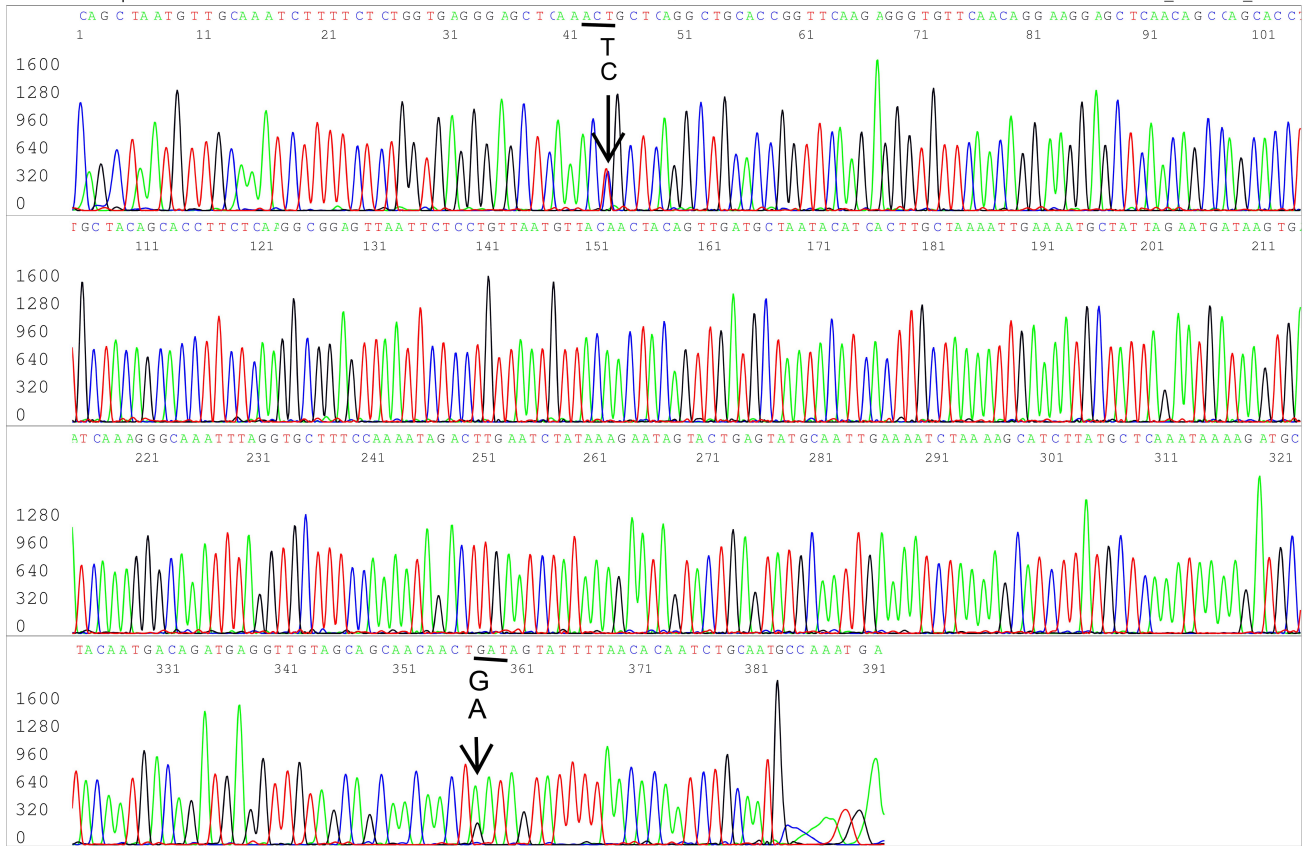 CAGCTAATGTTGCAAATCTTTTCTCTGGTGAGGGAGCTCAAACTGCTCAGGCTGCACCGGTTCAAGAGGGTGTTCAACAGGAAGGAGCTCAACAGCCAGCACCT
1 11 21 31 41 51 61 71 81 91 101
T
C
1600
1280
960
640
320
0
TGCTACAGCACCTTCTCAAGGCGGAGTTAATTCTCCTGTTAATGTTACAACTACAGTTGATGCTAATACATCACTTGCTAAAATTGAAAATGCTATTAGAATGATAAGTGA
111 121 131 141 151 161 171 181 191 201 211
1600
1280
960
640
320
0
ATCAAAGGGCAAATTTAGGTGCTTTCCAAAATAGACTTGAATCTATAAAGAATAGTACTGAGTATGCAATTGAAAATCTAAAAGCATCTTATGCTCAAATAAAAGATGC
221 231 241 251 261 271 281 291 301 311 321
1280
960
640
320
0
TACAATGACAGATGAGGTTGTAGCAGCAACAACTGATAGTATTTTAACACAATCTGCAATGCCAAATGA
331 341 351 361 371 381 391
G
A
1600
1280
960
640
320
0